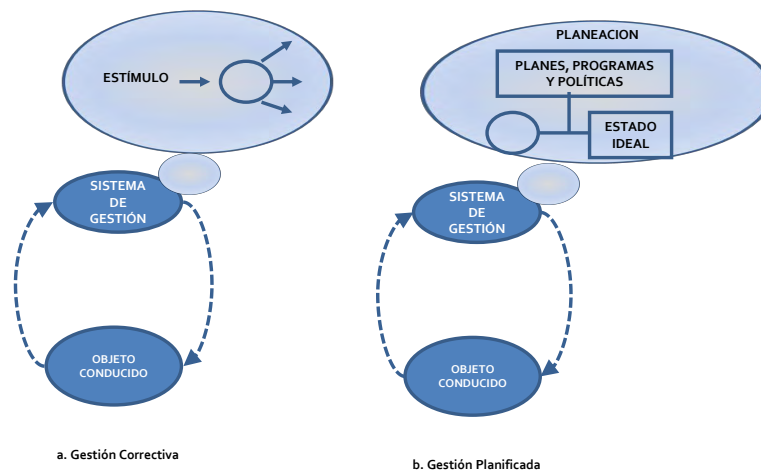 ESTÍMULO
SISTEMA
DE
GESTIÓN
OBJETO
CONDUCIDO
a. Gestión Correctiva
PLANEACION
PLANES, PROGRAMAS
Y POLÍTICAS
ESTADO
IDEAL
SISTEMA
DE
GESTIÓN
OBJETO
CONDUCIDO
b. Gestión Planificada